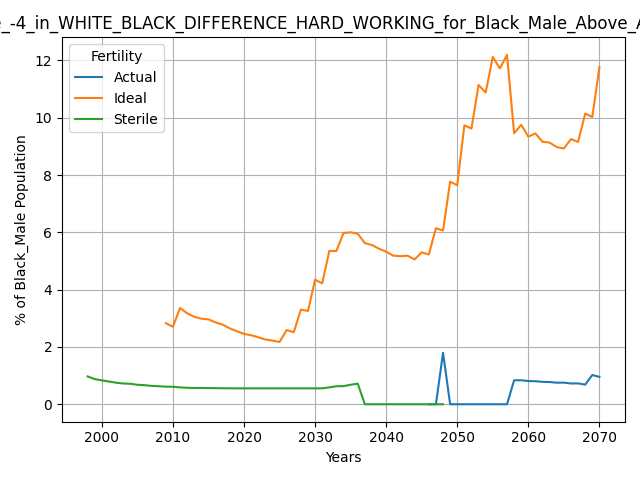 _-4_in_WHITE_BLACK_DIFFERENCE_HARD_WORKING_for_Black_Male_Above_
Fertility
Actual
Ideal
Sterile
% of Black_Male Population
12
10
8
6
4
2
0
2000 2010 2020 2030 2040 2050 2060 2070
Years